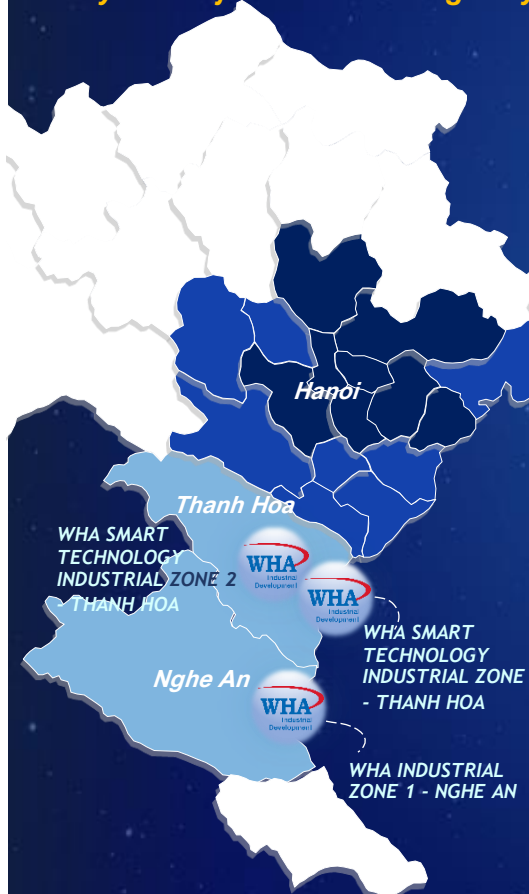 Hanoi
Thanh Hoa
WHA SMART
TECHNOLOGY
INDUSTRIAL ZONE 2
- THANH HOA
WHA
Industrial
Development
WHA
Industrial
Development
WHA SMART
TECHNOLOGY
INDUSTRIAL ZONE
- THANH HOA
Nghe An
WHA
Industrial
Development
WHA INDUSTRIAL
ZONE 1 - NGHE AN